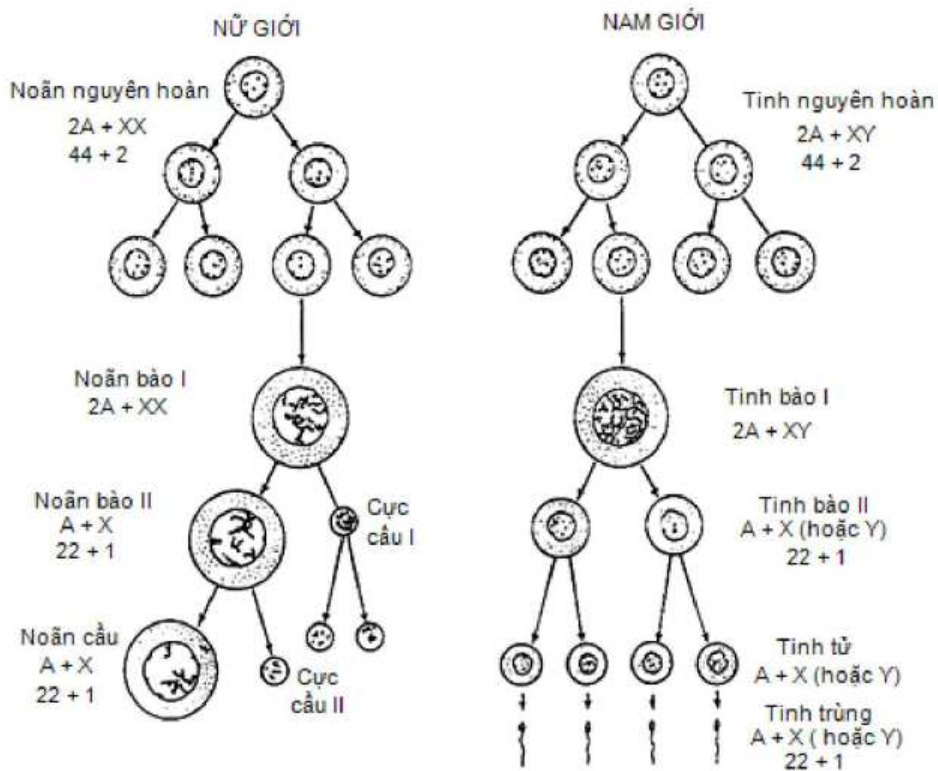 NỮ GIỚI
Noãn nguyên hoàn
2A + XX
44 + 2
Noãn bào I
2A + XX
Noãn bào II
A + X
22 + 1
Cực
cầu I
Noãn cầu
A + X
22 + 1
Cực
cầu II
NAM GIỚI
Tinh nguyên hoàn
2A + XY
44 + 2
Tinh bào I
2A + XY
Tinh bào II
A + X (hoặc Y)
22 + 1
Tinh tử
A + X (hoặc Y)
Tinh trùng
A + X ( hoặc Y)
22 + 1